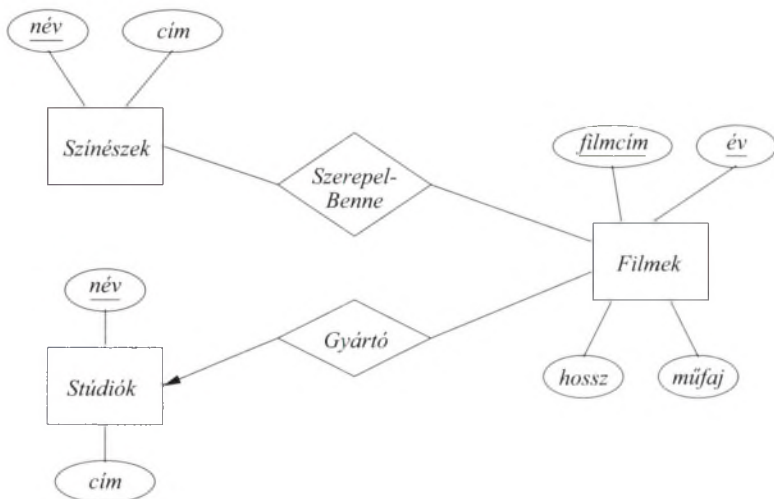 név
cím
Színészek
Szerepel-
Benne
filmcím
év
Filmek
név
Gyártó
Stúdiók
hossz
műfaj
cím